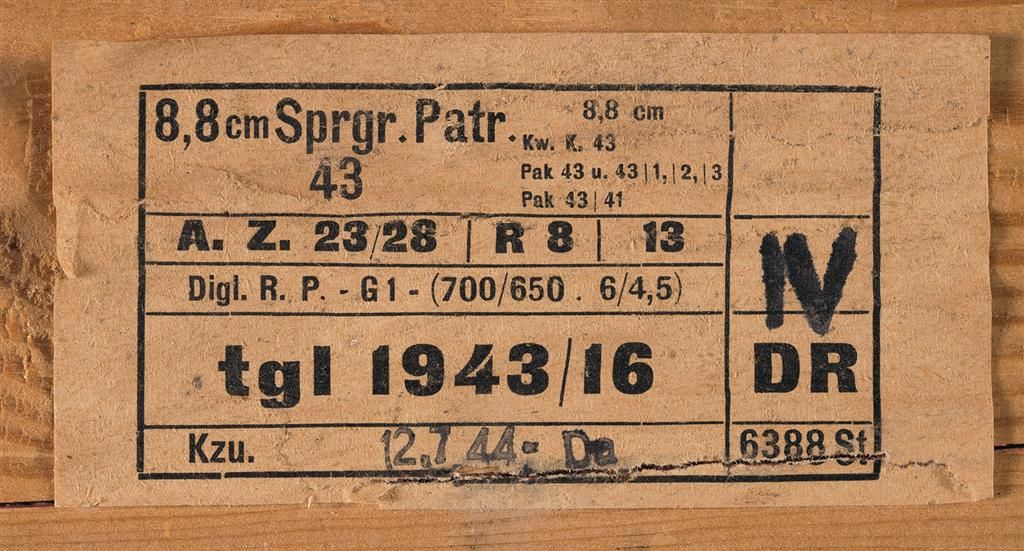 8,8 cm Sprgr. Patr.
43
8,8 cm
Kw. K. 43
Pak 43 u. 43|1,|2,|3
Pak 43|41
A. Z. 23/28 | R 8 | 13
Digl. R. P. - G1 - (700/650 . 6/4,5)
tgl 1943/16
IV
DR
Kzu. 12.7.44- Da
6388 St